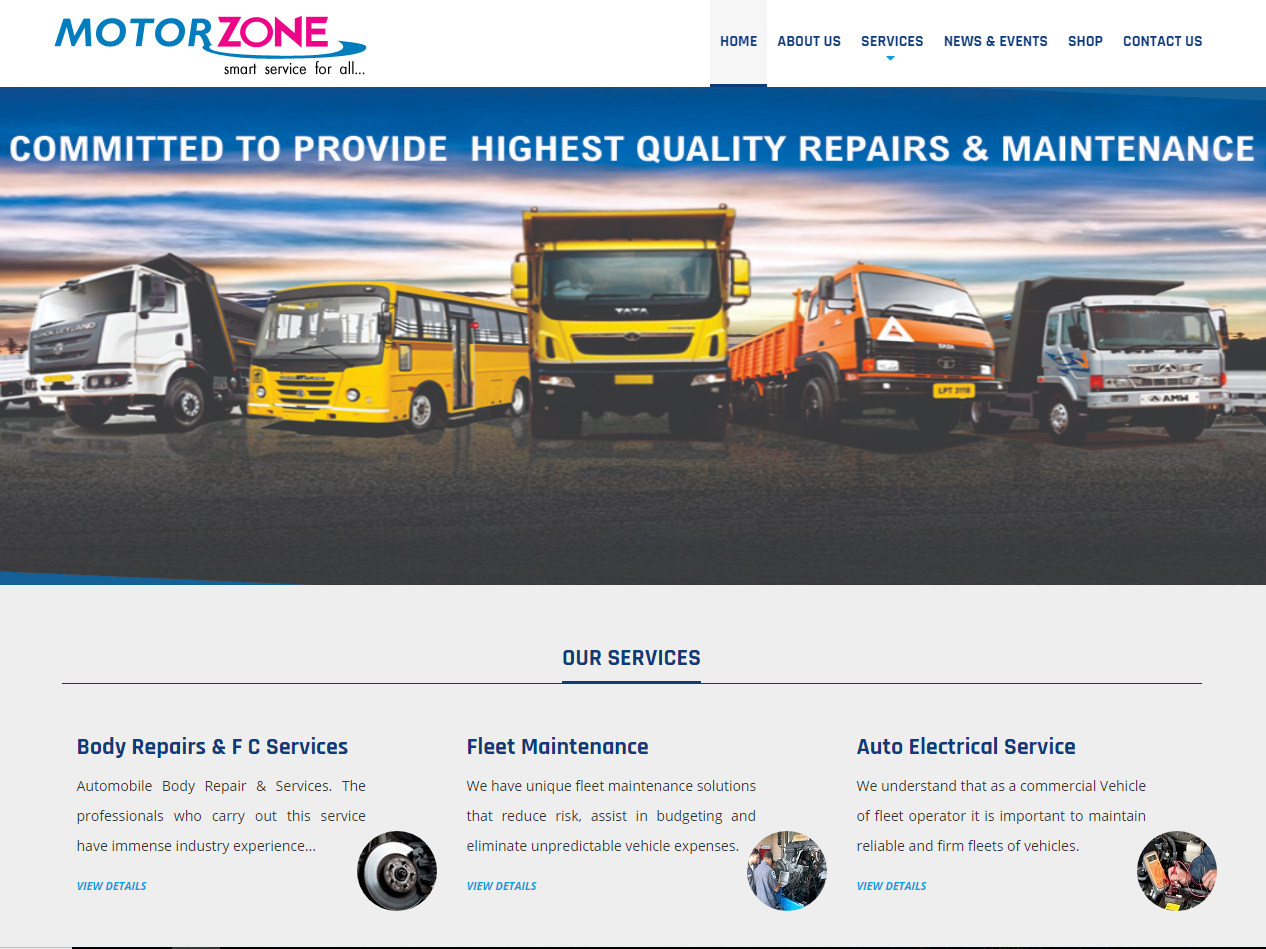 MOTORZONE
smart service for all...
HOME ABOUT US SERVICES NEWS & EVENTS SHOP CONTACT US
COMMITTED TO PROVIDE HIGHEST QUALITY REPAIRS & MAINTENANCE
TATA
TATA
LPT 3118
AMW
OUR SERVICES
Body Repairs & F C Services
Automobile Body Repair & Services. The
professionals who carry out this service
have immense industry experience...
VIEW DETAILS
Fleet Maintenance
We have unique fleet maintenance solutions
that reduce risk, assist in budgeting and
eliminate unpredictable vehicle expenses.
VIEW DETAILS
Auto Electrical Service
We understand that as a commercial Vehicle
of fleet operator it is important to maintain
reliable and firm fleets of vehicles.
VIEW DETAILS